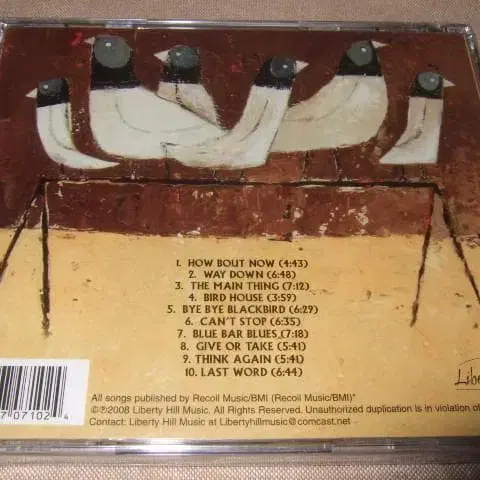 1. HOW BOUT NOW (4:43)
2. WAY DOWN (6:48)
3. THE MAIN THING (7:12)
4. BIRD HOUSE (3:59)
5. BYE BYE BLACKBIRD (6:29)
6. CAN'T STOP (6:35)
7. BLUE BAR BLUES (7:18)
8. GIVE OR TAKE (5:41)
9. THINK AGAIN (5:41)
10. LAST WORD (6:44)
Libe
7 07102 4
All songs published by Recoil Music/BMI (Recoil Music/BMI)"
©℗2008 Liberty Hill Music. All Rights Reserved. Unauthorized duplication is in violation of
Contact: Liberty Hill Music at Libertyhillmusic@comcast.net